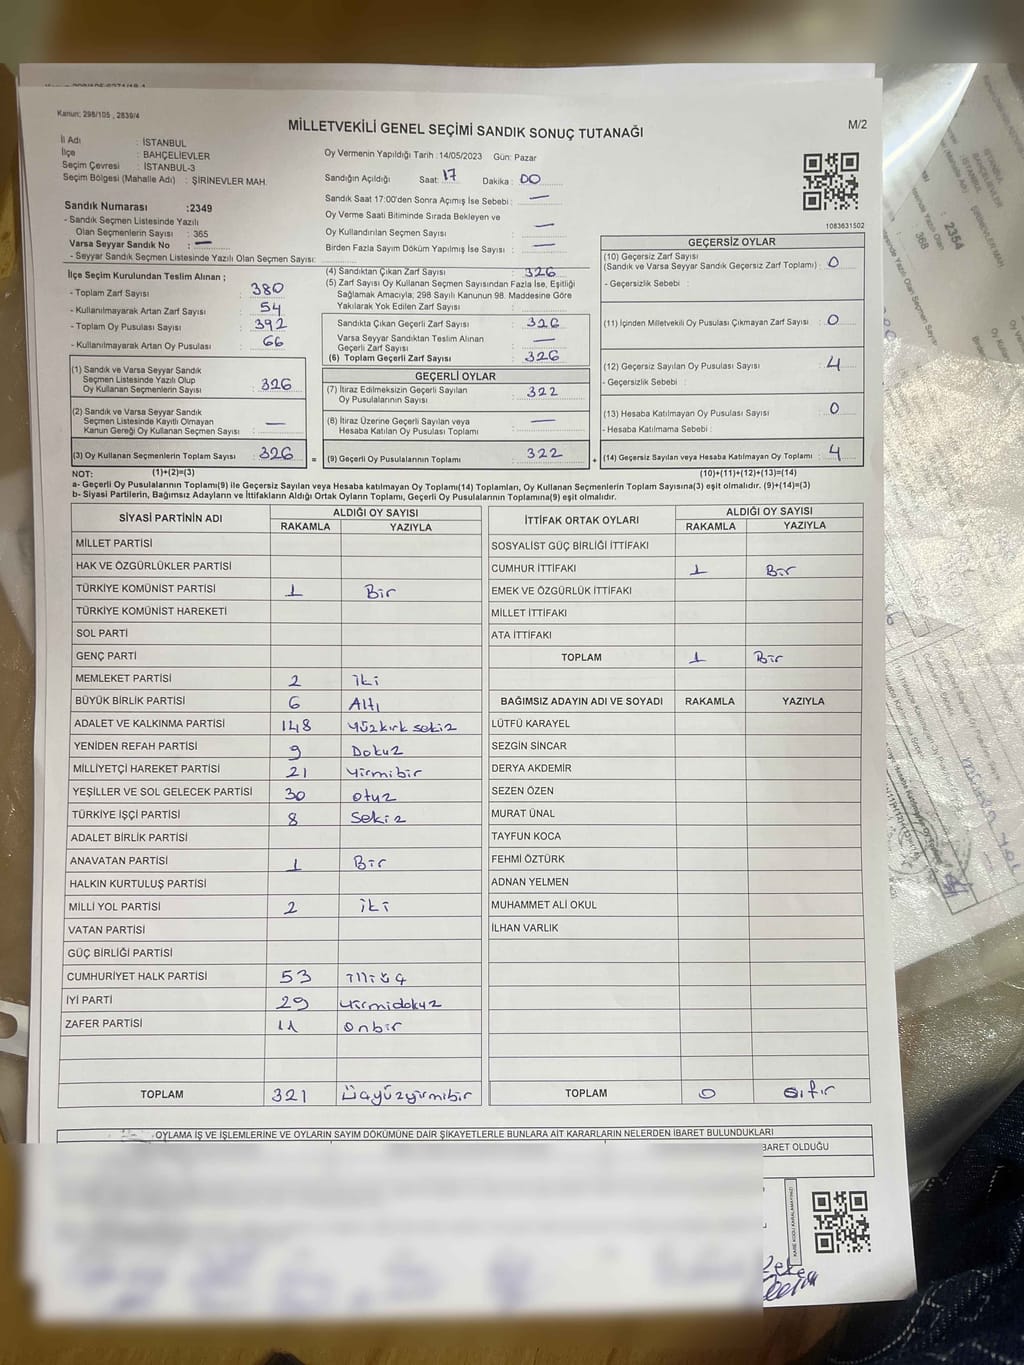 Kanun; 298/105 , 2839/4
MİLLETVEKİLİ GENEL SEÇİMİ SANDIK SONUÇ TUTANAĞI
M/2
İl Adı : İSTANBUL
İlçe : BAHÇELİEVLER
Seçim Çevresi : İSTANBUL-3
Seçim Bölgesi (Mahalle Adı) : ŞİRİNEVLER MAH.
Oy Vermenin Yapıldığı Tarih :14/05/2023 Gün: Pazar
Sandığın Açıldığı Saat: 17 Dakika : 00
Sandık Saat 17:00'den Sonra Açımış İse Sebebi : —
Oy Verme Saati Bitiminde Sırada Bekleyen ve
Oy Kullandırılan Seçmen Sayısı : —
Birden Fazla Sayım Döküm Yapılmış İse Sayısı : —
1083631502
Sandık Numarası :2349
- Sandık Seçmen Listesinde Yazılı
Olan Seçmenlerin Sayısı : 365
Varsa Seyyar Sandık No : —
- Seyyar Sandık Seçmen Listesinde Yazılı Olan Seçmen Sayısı:
İlçe Seçim Kurulundan Teslim Alınan ;
- Toplam Zarf Sayısı : 380
- Kullanılmayarak Artan Zarf Sayısı : 54
- Toplam Oy Pusulası Sayısı : 392
- Kullanılmayarak Artan Oy Pusulası : 66
(1) Sandık ve Varsa Seyyar Sandık
Seçmen Listesinde Yazılı Olup
Oy Kullanan Seçmenlerin Sayısı : 326
(2) Sandık ve Varsa Seyyar Sandık
Seçmen Listesinde Kayıtlı Olmayan
Kanun Gereği Oy Kullanan Seçmen Sayısı : —
(3) Oy Kullanan Seçmenlerin Toplam Sayısı : 326
(4) Sandıktan Çıkan Zarf Sayısı : 326
(5) Zarf Sayısı Oy Kullanan Seçmen Sayısından Fazla İse, Eşitliği
Sağlamak Amacıyla; 298 Sayılı Kanunun 98. Maddesine Göre
Yakılarak Yok Edilen Zarf Sayısı :
Sandıkta Çıkan Geçerli Zarf Sayısı : 326
Varsa Seyyar Sandıktan Teslim Alınan
Geçerli Zarf Sayısı : —
(6) Toplam Geçerli Zarf Sayısı : 326
GEÇERLİ OYLAR
(7) İtiraz Edilmeksizin Geçerli Sayılan
Oy Pusulalarının Sayısı : 322
(8) İtiraz Üzerine Geçerli Sayılan veya
Hesaba Katılan Oy Pusulası Toplamı : —
= (9) Geçerli Oy Pusulalarının Toplamı : 322
GEÇERSİZ OYLAR
(10) Geçersiz Zarf Sayısı
(Sandık ve Varsa Seyyar Sandık Geçersiz Zarf Toplamı) : 0
- Geçersizlik Sebebi :
(11) İçinden Milletvekili Oy Pusulası Çıkmayan Zarf Sayısı : 0
(12) Geçersiz Sayılan Oy Pusulası Sayısı : 4
- Geçersizlik Sebebi :
(13) Hesaba Katılmayan Oy Pusulası Sayısı : 0
- Hesaba Katılmama Sebebi :
+ (14) Geçersiz Sayılan veya Hesaba Katılmayan Oy Toplamı : 4
NOT: (1)+(2)=(3) (10)+(11)+(12)+(13)=(14)
a- Geçerli Oy Pusulalarının Toplamı(9) ile Geçersiz Sayılan veya Hesaba katılmayan Oy Toplamı(14) Toplamları, Oy Kullanan Seçmenlerin Toplam Sayısına(3) eşit olmalıdır. (9)+(14)=(3)
b- Siyasi Partilerin, Bağımsız Adayların ve İttifakların Aldığı Ortak Oyların Toplamı, Geçerli Oy Pusulalarının Toplamına(9) eşit olmalıdır.
SİYASİ PARTİNİN ADI ALDIĞI OY SAYISI
RAKAMLA YAZIYLA
MİLLET PARTİSİ
HAK VE ÖZGÜRLÜKLER PARTİSİ
TÜRKİYE KOMÜNİST PARTİSİ 1 Bir
TÜRKİYE KOMÜNİST HAREKETİ
SOL PARTİ
GENÇ PARTİ
MEMLEKET PARTİSİ 2 iki
BÜYÜK BİRLİK PARTİSİ 6 Altı
ADALET VE KALKINMA PARTİSİ 148 yüzkırk sekiz
YENİDEN REFAH PARTİSİ 9 Dokuz
MİLLİYETÇİ HAREKET PARTİSİ 21 yirmibir
YEŞİLLER VE SOL GELECEK PARTİSİ 30 otuz
TÜRKİYE İŞÇİ PARTİSİ 8 Sekiz
ADALET BİRLİK PARTİSİ
ANAVATAN PARTİSİ 1 Bir
HALKIN KURTULUŞ PARTİSİ
MİLLİ YOL PARTİSİ 2 iki
VATAN PARTİSİ
GÜÇ BİRLİĞİ PARTİSİ
CUMHURİYET HALK PARTİSİ 53
İYİ PARTİ 29 yirmidokuz
ZAFER PARTİSİ 11 onbir
TOPLAM 321 Üçyüzyirmibir
İTTİFAK ORTAK OYLARI ALDIĞI OY SAYISI
RAKAMLA YAZIYLA
SOSYALİST GÜÇ BİRLİĞİ İTTİFAKI
CUMHUR İTTİFAKI 1 Bir
EMEK VE ÖZGÜRLÜK İTTİFAKI
MİLLET İTTİFAKI
ATA İTTİFAKI
TOPLAM 1 Bir
BAĞIMSIZ ADAYIN ADI VE SOYADI RAKAMLA YAZIYLA
LÜTFÜ KARAYEL
SEZGİN SİNCAR
DERYA AKDEMİR
SEZEN ÖZEN
MURAT ÜNAL
TAYFUN KOCA
FEHMİ ÖZTÜRK
ADNAN YELMEN
MUHAMMET ALİ OKUL
İLHAN VARLIK
TOPLAM 0 sıfır
OYLAMA İŞ VE İŞLEMLERİNE VE OYLARIN SAYIM DÖKÜMÜNE DAİR ŞİKAYETLERLE BUNLARA AİT KARARLARIN NELERDEN İBARET BULUNDUKLARI
BARET OLDUĞU
KARE KODU KARALAMAYINIZ!
İSTANBUL
ŞİRİNEVLER
2354
368